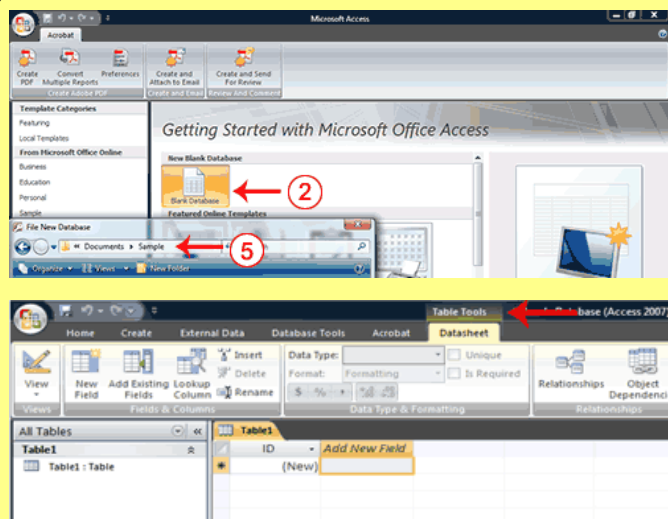 Microsoft Access
Acrobat
Create PDF
Convert Multiple Reports
Preferences
Create and Attach to Email
Create and Send For Review
Create Adobe PDF
Create and Email
Review And Comment
Template Categories
Featuring
Local Templates
From Microsoft Office Online
Business
Education
Personal
Sample
Getting Started with Microsoft Office Access
New Blank Database
Blank Database
2
Featured Online Templates
File New Database
« Documents Sample
5
Organize Views New Folder
Table Tools
base (Access 2007)
Home Create External Data Database Tools Acrobat Datasheet
View
New Field
Add Existing Fields
Lookup Column
Insert
Delete
Rename
Data Type:
Format: Formatting
$ %
Unique
Is Required
Relationships
Object Dependenci
Views
Fields & Columns
Data Type & Formatting
Relationships
All Tables «
Table1
Table1 : Table
Table1
ID Add New Field
* (New)